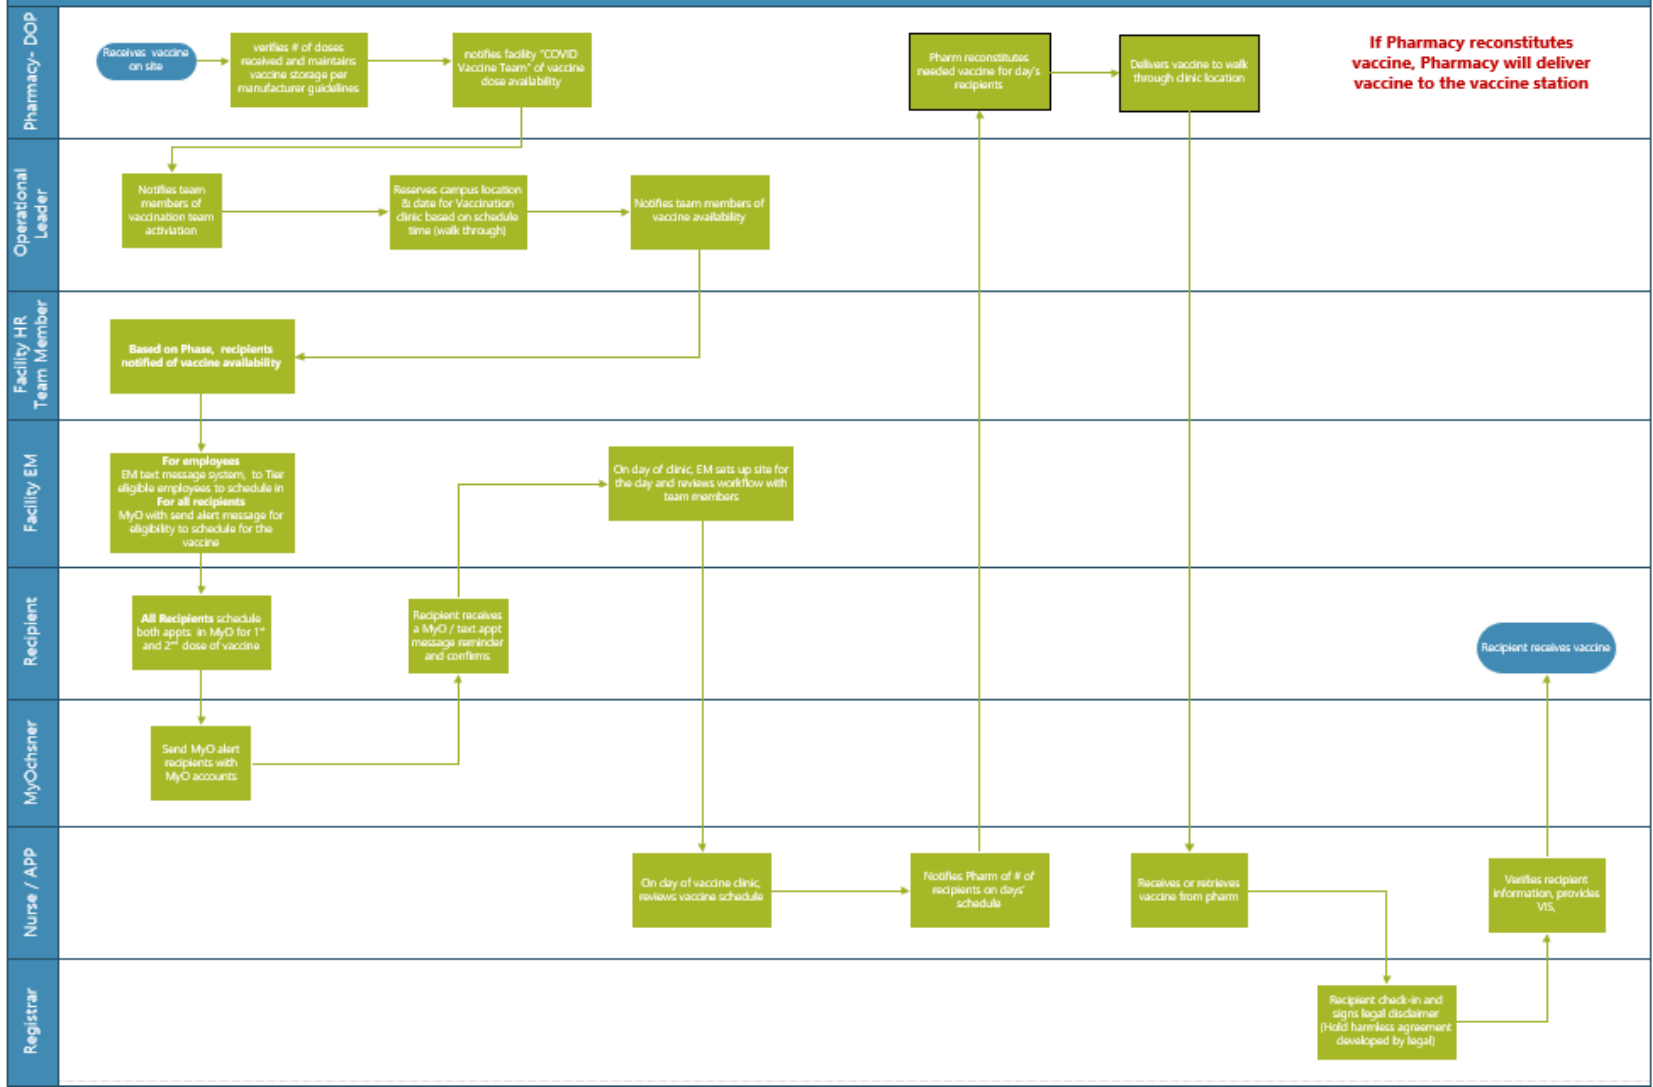 Pharmacy- DOP
Receives vaccine
on site
verifies # of doses
received and maintains
vaccine storage per
manufacturer guidelines
notifies facility "COVID
Vaccine Team" of vaccine
dose availability
Pharm reconstitutes
needed vaccine for day's
recipients
Delivers vaccine to walk
through clinic location
If Pharmacy reconstitutes
vaccine, Pharmacy will deliver
vaccine to the vaccine station
Operational
Leader
Notifies team
members of
vaccination team
activiation
Reserves campus location
& date for Vaccination
clinic based on schedule
time (walk through)
Notifies team members of
vaccine availability
Facility HR
Team Member
Based on Phase, recipients
notified of vaccine availability
Facility EM
For employees
EM text message system, to Tier
eligible employees to schedule in
For all recipients
MyO with send alert message for
eligibility to schedule for the
vaccine
On day of clinic, EM sets up site for
the day and reviews workflow with
team members
Recipient
All Recipients schedule
both appts in MyO for 1st
and 2nd dose of vaccine
Recipient receives
a MyO / text appt
message reminder
and confirms
Recipient receives vaccine
MyOchsner
Send MyO alert
recipients with
MyO accounts
Nurse / APP
On day of vaccine clinic,
reviews vaccine schedule
Notifies Pharm of # of
recipients on days'
schedule
Receives or retrieves
vaccine from pharm
Verifies recipient
information, provides
VIS,
Registrar
Recipient check-in and
signs legal disclaimer
(Hold harmless agreement
developed by legal)